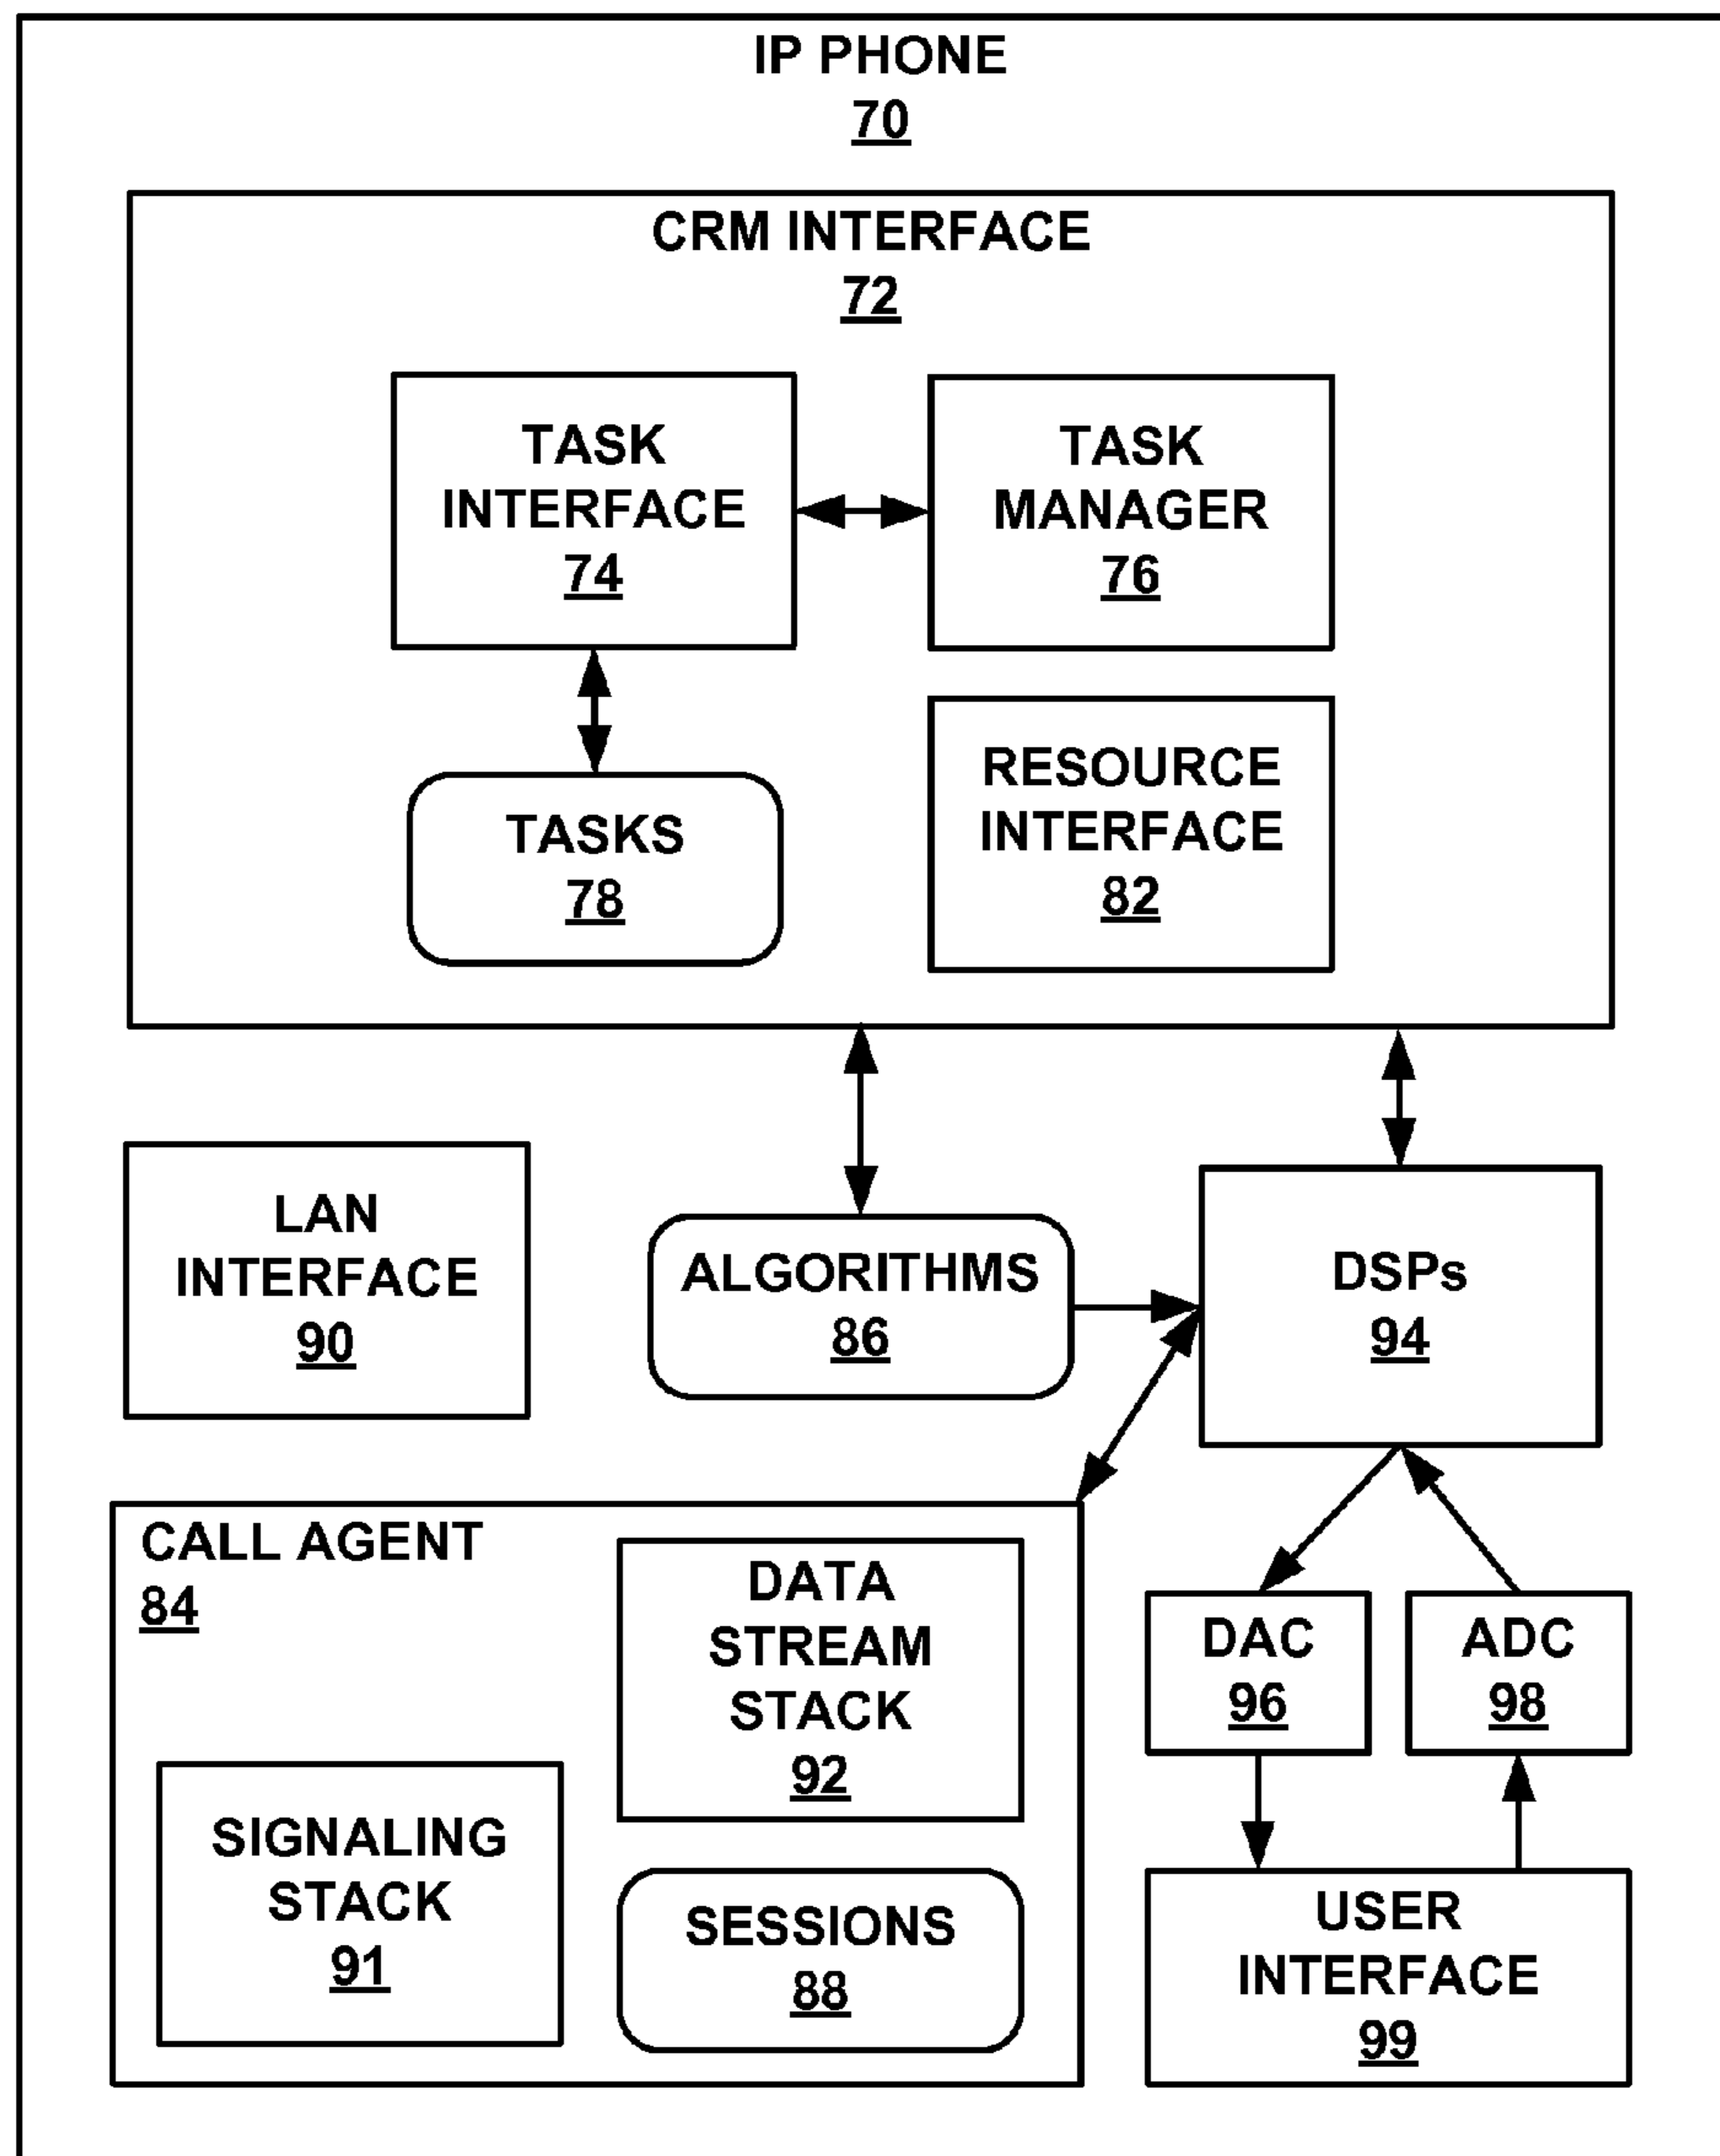 IP PHONE
70
CRM INTERFACE
72
TASK
INTERFACE
74
TASK
MANAGER
76
TASKS
78
RESOURCE
INTERFACE
82
LAN
INTERFACE
90
ALGORITHMS
86
DSPs
94
CALL AGENT
84
DATA
STREAM
STACK
92
SIGNALING
STACK
91
SESSIONS
88
DAC
96
ADC
98
USER
INTERFACE
99